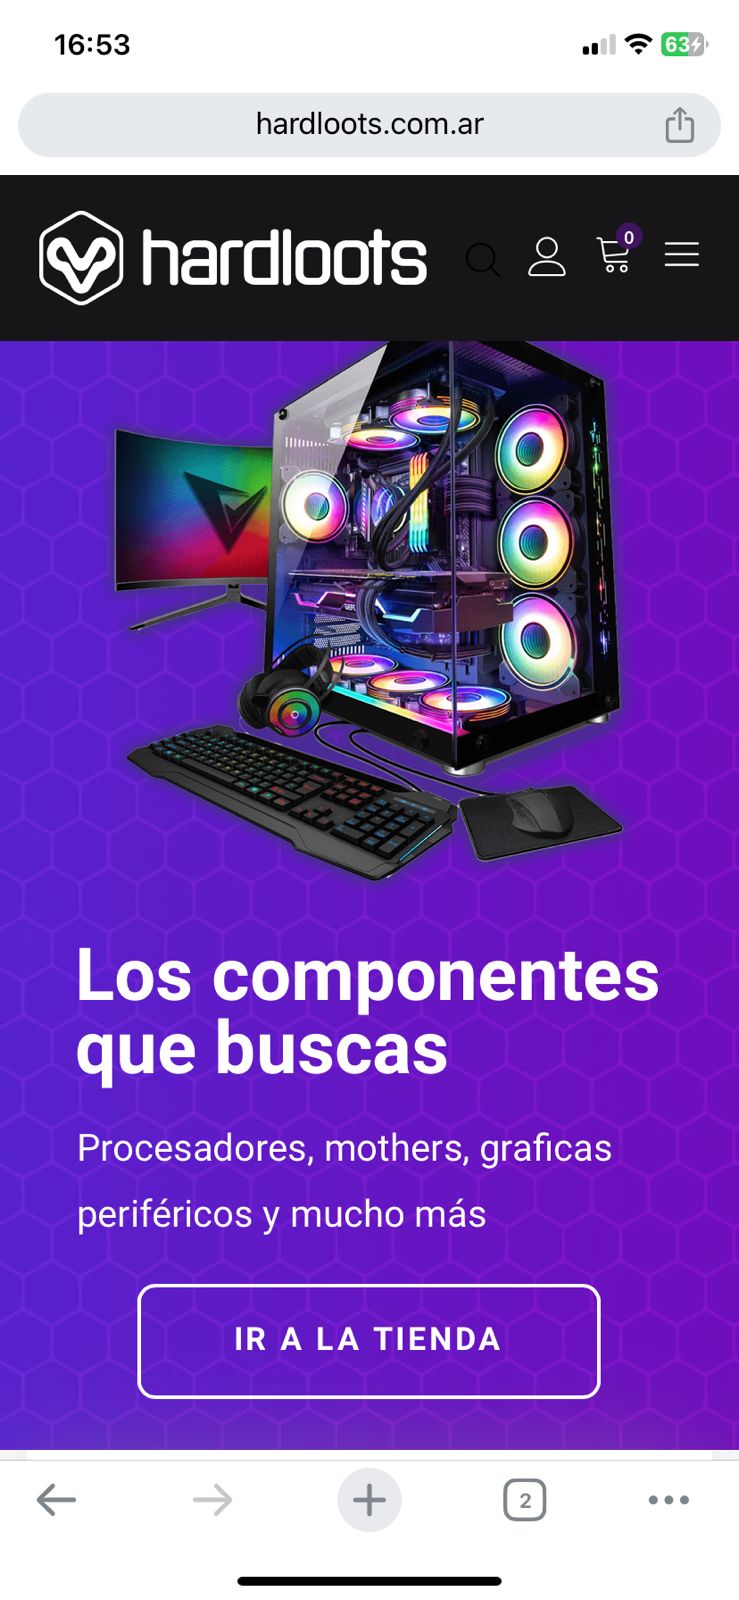 16:53
63
hardloots.com.ar
hardloots
0
Los componentes
que buscas
Procesadores, mothers, graficas
periféricos y mucho más
IR A LA TIENDA
2